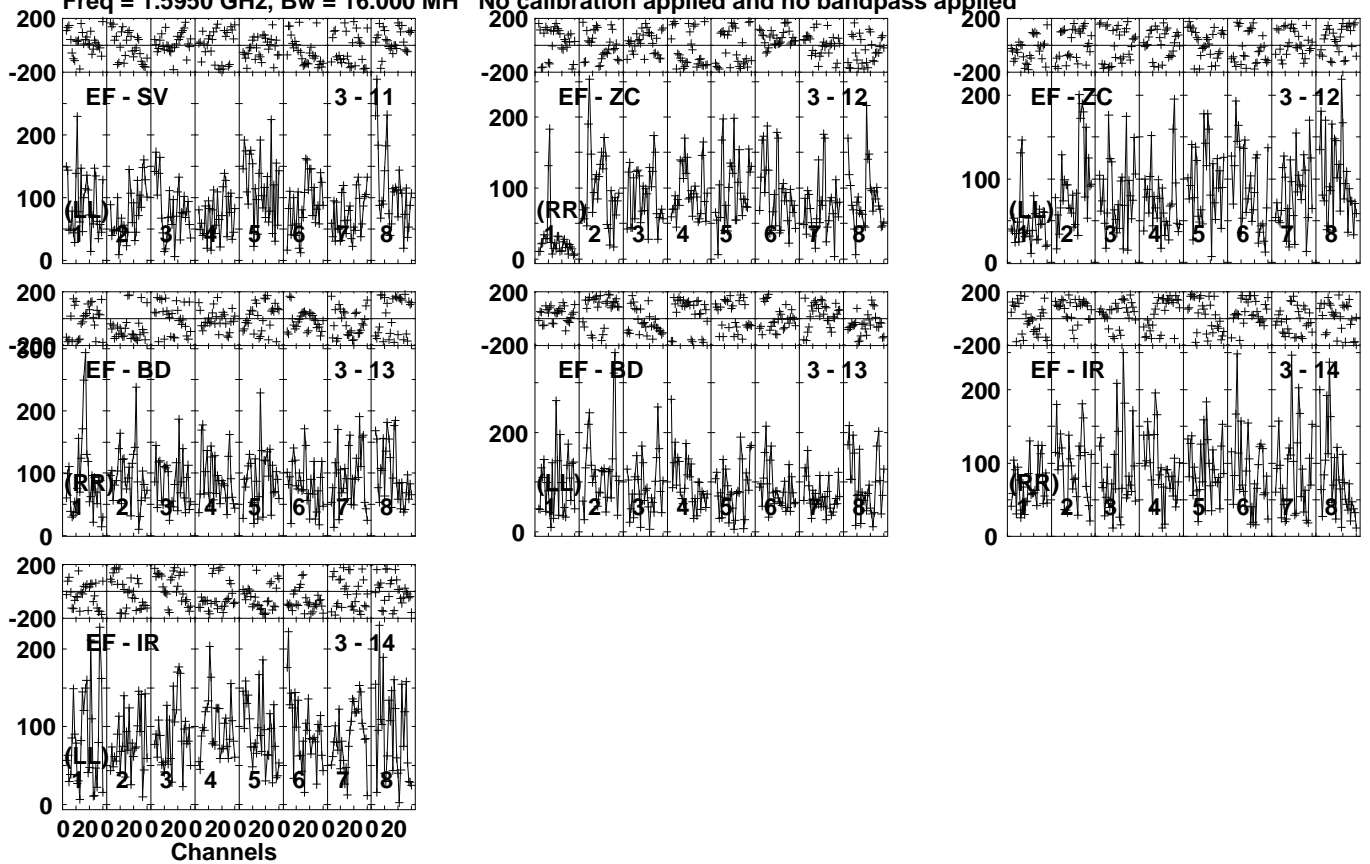 Freq = 1.5950 GHz, Bw = 16.000 MH No calibration applied and no bandpass applied
200
-200
EF - SV 3 - 11
200
100
0
(LL)
1 2 3 4 5 6 7 8
200
-200
EF - ZC 3 - 12
200
100
0
(RR)
1 2 3 4 5 6 7 8
200
-200
EF - ZC 3 - 12
200
100
0
(LL)
1 2 3 4 5 6 7 8
200
-200
300
EF - BD 3 - 13
200
100
0
(RR)
1 2 3 4 5 6 7 8
200
-200
EF - BD 3 - 13
200
0
(LL)
1 2 3 4 5 6 7 8
200
-200
EF - IR 3 - 14
200
100
0
(RR)
1 2 3 4 5 6 7 8
200
-200
EF - IR 3 - 14
200
100
0
(LL)
1 2 3 4 5 6 7 8
0 20 0 20 0 20 0 20 0 20 0 20 0 20 0 20
Channels